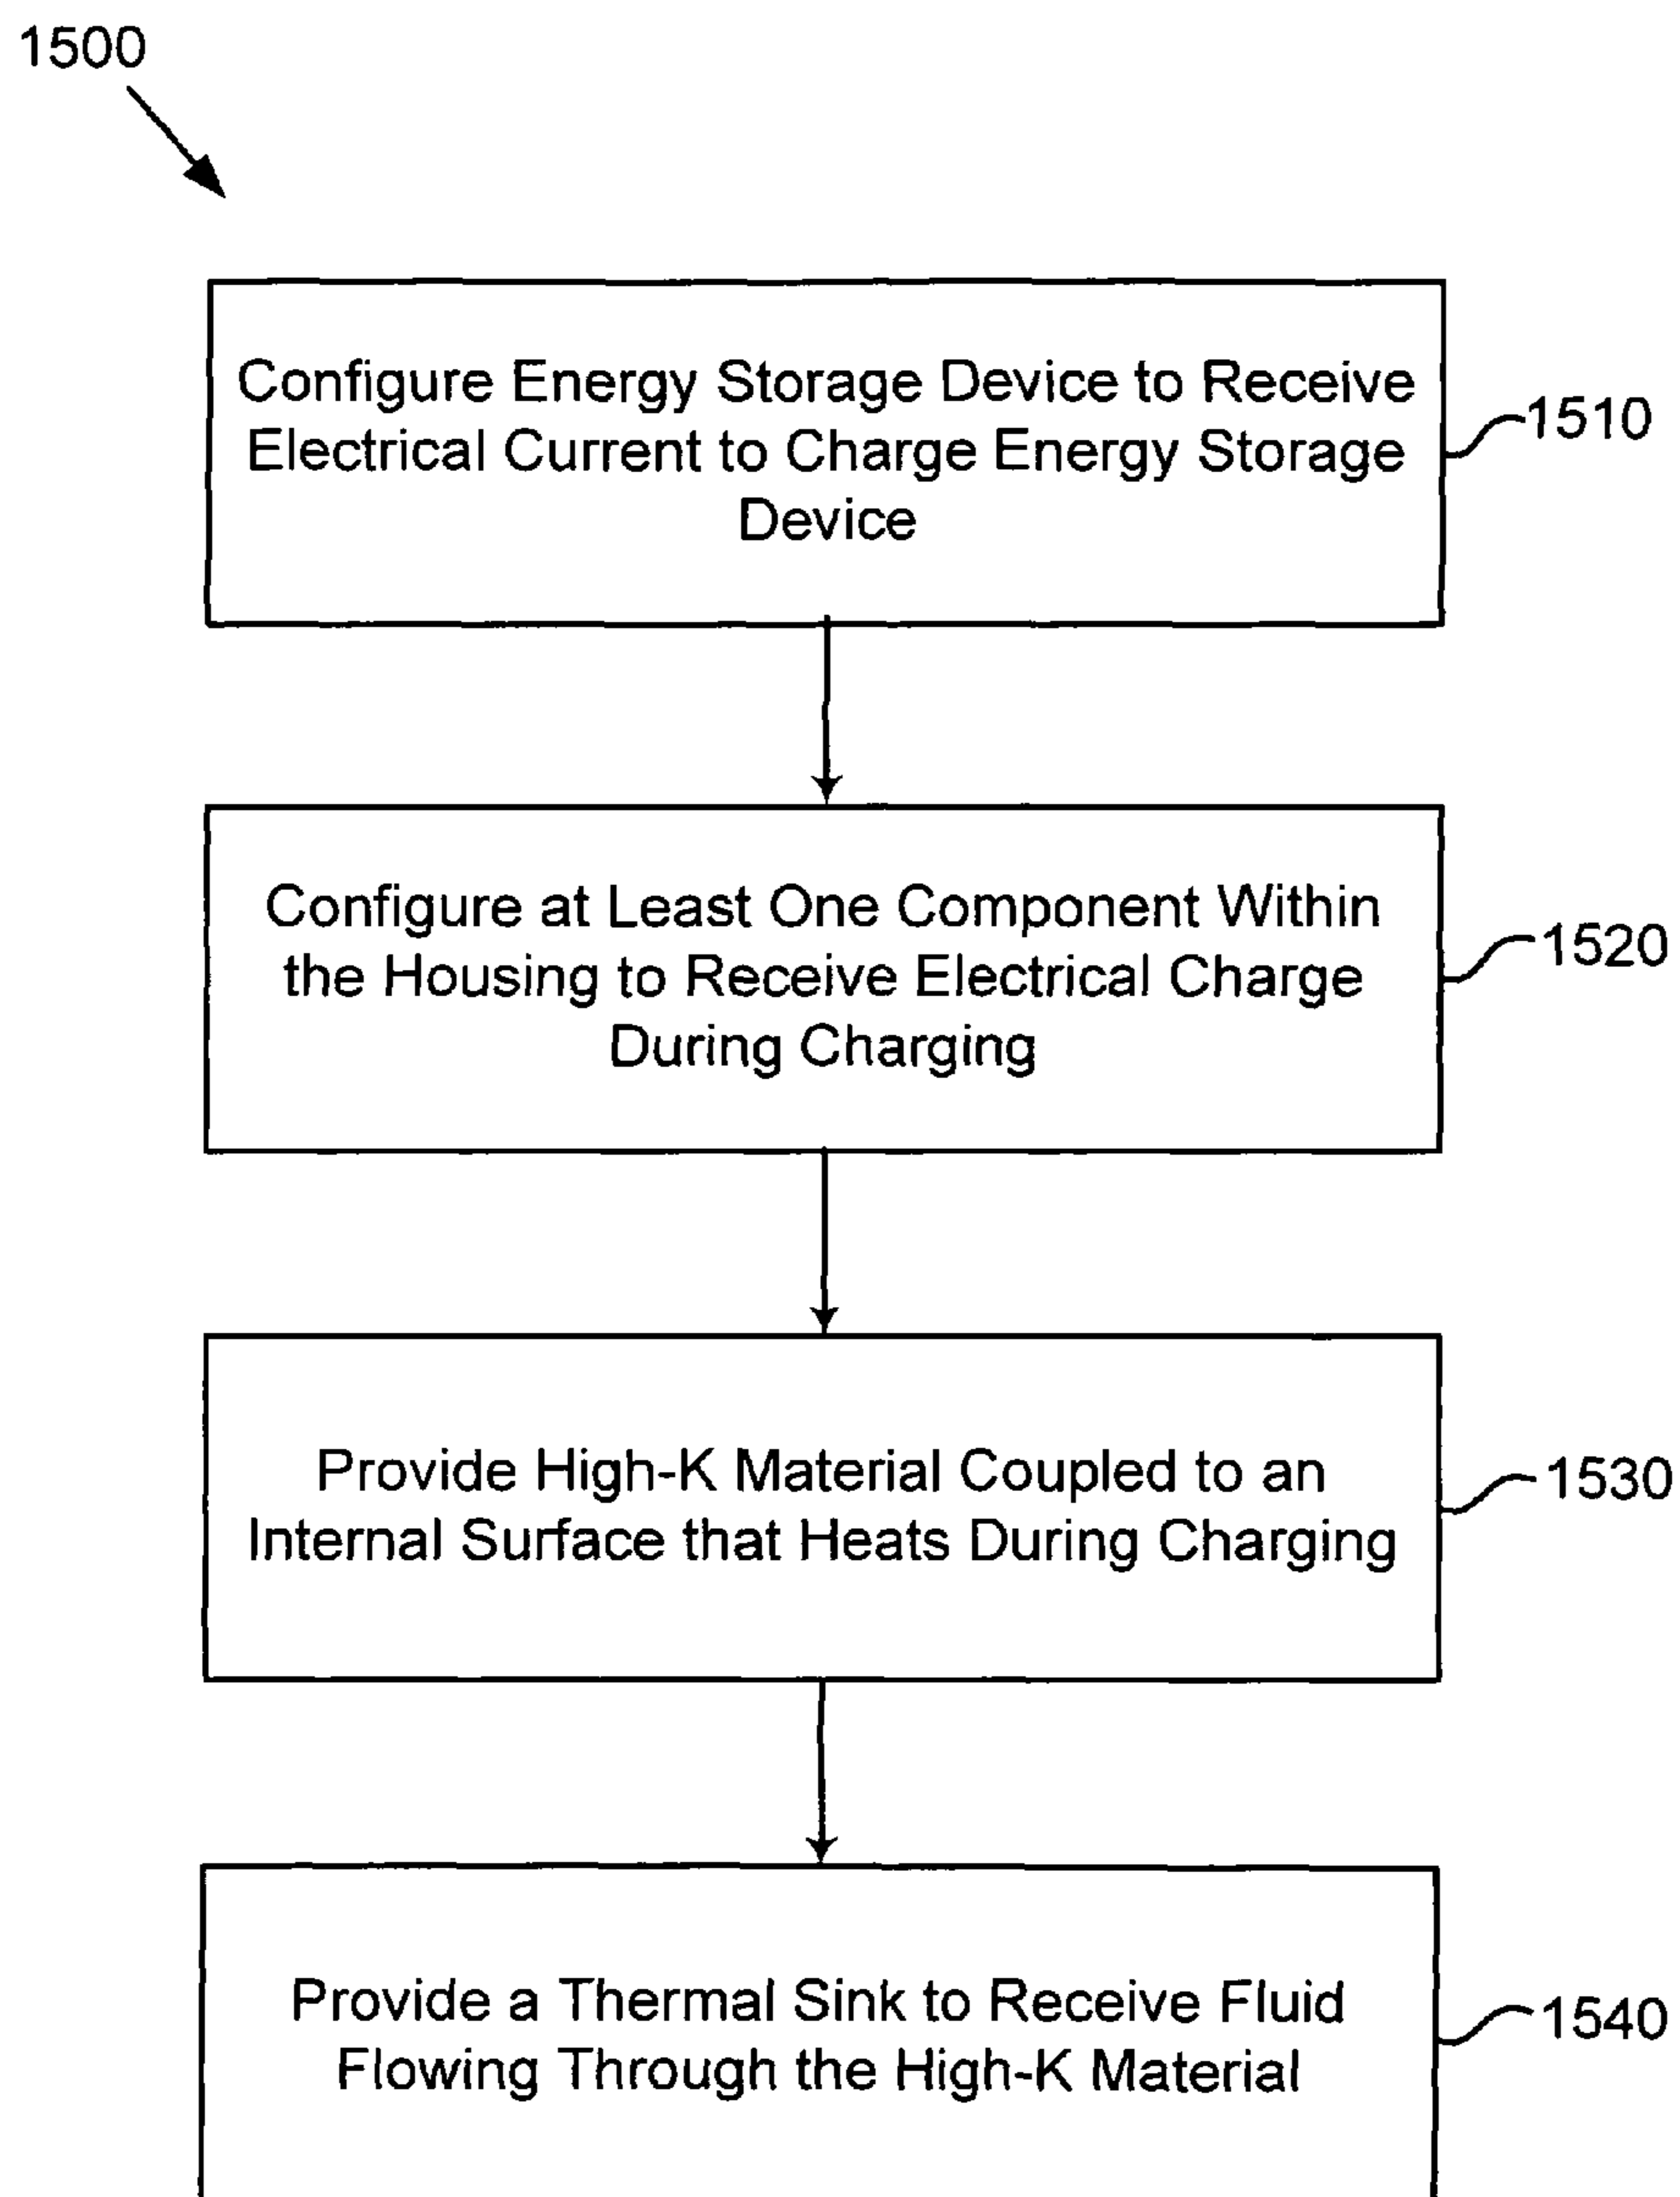 1500
Configure Energy Storage Device to Receive
Electrical Current to Charge Energy Storage
Device
1510
Configure at Least One Component Within
the Housing to Receive Electrical Charge
During Charging
1520
Provide High-K Material Coupled to an
Internal Surface that Heats During Charging
1530
Provide a Thermal Sink to Receive Fluid
Flowing Through the High-K Material
1540